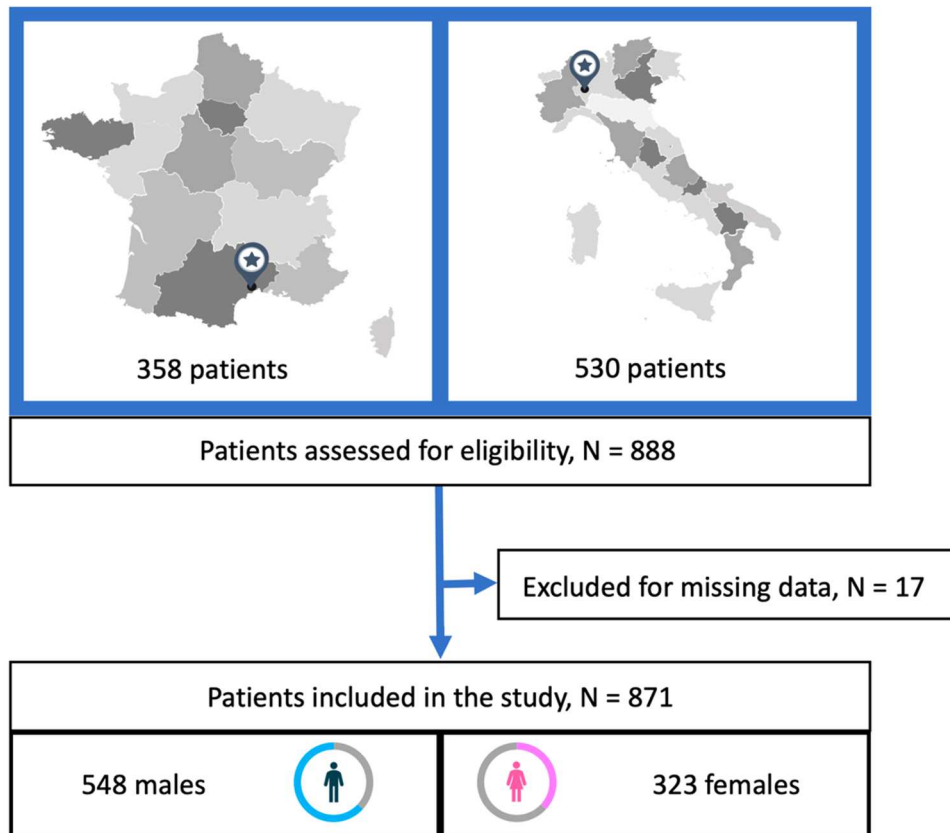 358 patients
530 patients
Patients assessed for eligibility, N = 888
Excluded for missing data, N = 17
Patients included in the study, N = 871
548 males
323 females